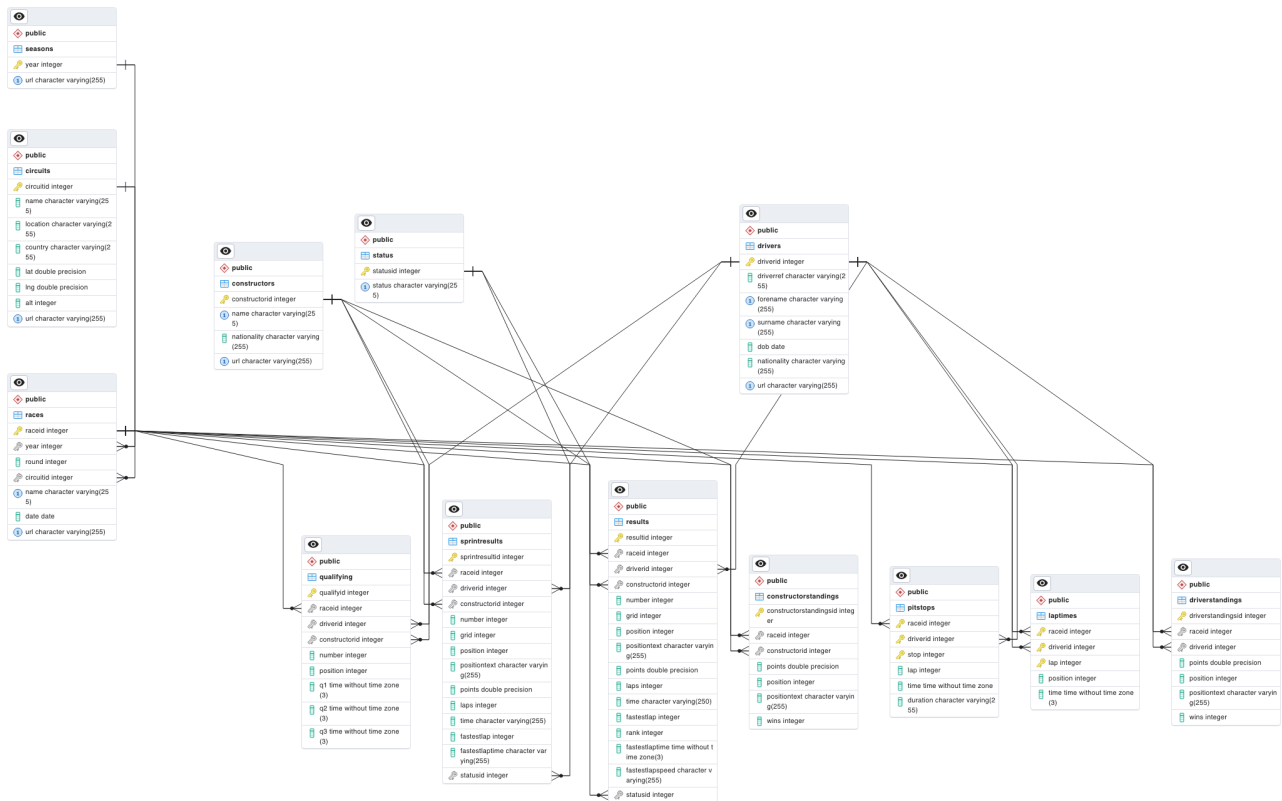 public
seasons
year integer
url character varying(255)
public
circuits
circuitid integer
name character varying(25
5)
location character varying(2
55)
country character varying(2
55)
lat double precision
lng double precision
alt integer
url character varying(255)
public
races
raceid integer
year integer
round integer
circuitid integer
name character varying(25
5)
date date
url character varying(255)
public
constructors
constructorid integer
name character varying(25
5)
nationality character varying
(255)
url character varying(255)
public
status
statusid integer
status character varying(25
5)
public
drivers
driverid integer
driverref character varying(2
55)
forename character varying
(255)
surname character varying
(255)
dob date
nationality character varying
(255)
url character varying(255)
public
qualifying
qualifyid integer
raceid integer
driverid integer
constructorid integer
number integer
position integer
q1 time without time zone
(3)
q2 time without time zone
(3)
q3 time without time zone
(3)
public
sprintresults
sprintresultid integer
raceid integer
driverid integer
constructorid integer
number integer
grid integer
position integer
positiontext character varyin
g(255)
points double precision
laps integer
time character varying(255)
fastestlap integer
fastestlaptime character var
ying(255)
statusid integer
public
results
resultid integer
raceid integer
driverid integer
constructorid integer
number integer
grid integer
position integer
positiontext character varyin
g(255)
points double precision
laps integer
time character varying(250)
fastestlap integer
rank integer
fastestlaptime time without t
ime zone(3)
fastestlapspeed character v
arying(255)
statusid integer
public
constructorstandings
constructorstandingsid integ
er
raceid integer
constructorid integer
points double precision
position integer
positiontext character varyin
g(255)
wins integer
public
pitstops
raceid integer
driverid integer
stop integer
lap integer
time time without time zone
duration character varying(2
55)
public
laptimes
raceid integer
driverid integer
lap integer
position integer
time time without time zone
(3)
public
driverstandings
driverstandingsid integer
raceid integer
driverid integer
points double precision
position integer
positiontext character varyin
g(255)
wins integer